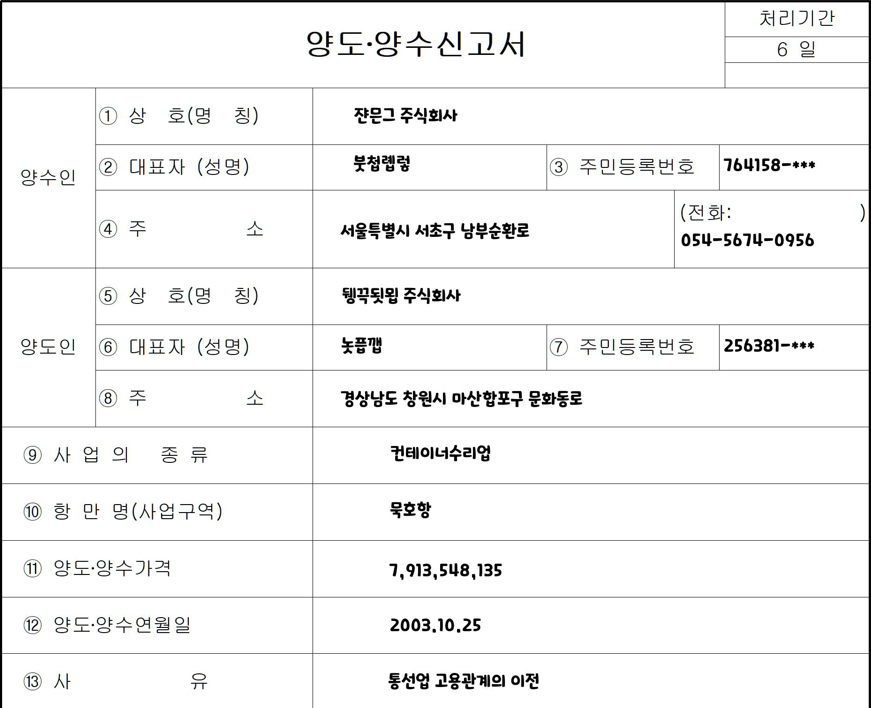 양도·양수신고서
처리기간
6 일
양수인
① 상 호(명 칭) 쟌믄그 주식회사
② 대표자 (성명) 붓첩롑렇 ③ 주민등록번호 764158-***
④ 주 소 서울특별시 서초구 남부순환로 (전화: )
054-5674-0956
양도인
⑤ 상 호(명 칭) 주식회사
⑥ 대표자 (성명) 놋픕깹 ⑦ 주민등록번호 256381-***
⑧ 주 소 경상남도 창원시 마산합포구 문화동로
⑨ 사 업 의 종 류 컨테이너수리업
⑩ 항 만 명(사업구역) 묵호항
⑪ 양도·양수가격 7,913,548,135
⑫ 양도·양수연월일 2003.10.25
⑬ 사 유 통선업 고용관계의 이전